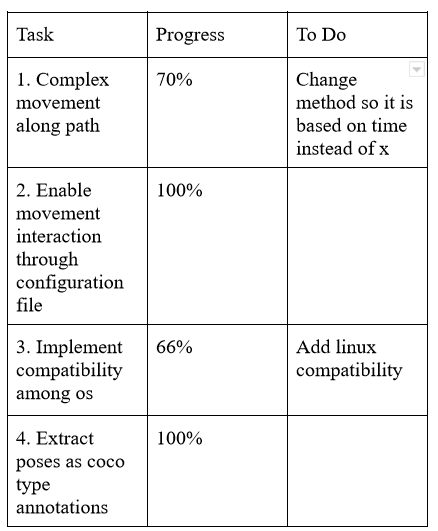 Task
Progress
To Do
1. Complex
movement
along path
70%
Change
method so it is
based on time
instead of x
2. Enable
movement
interaction
through
configuration
file
100%
3. Implement
compatibility
among os
66%
Add linux
compatibility
4. Extract
poses as coco
type
annotations
100%